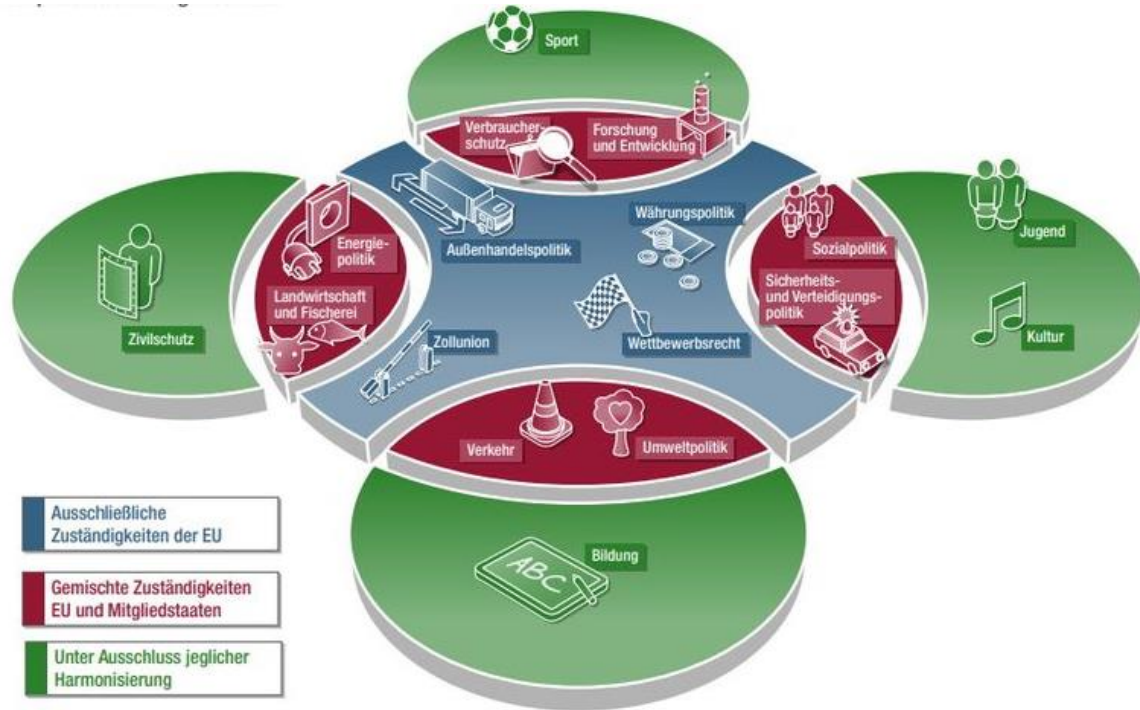 Sport
Verbraucher-
schutz
Forschung
und Entwicklung
Energie-
politik
Landwirtschaft
und Fischerei
Außenhandelspolitik
Währungspolitik
Zollunion
Wettbewerbsrecht
Sozialpolitik
Sicherheits-
und Verteidigungs-
politik
Jugend
Kultur
Zivilschutz
Verkehr
Umweltpolitik
Bildung
ABC
Ausschließliche
Zuständigkeiten der EU
Gemischte Zuständigkeiten
EU und Mitgliedstaaten
Unter Ausschluss jeglicher
Harmonisierung